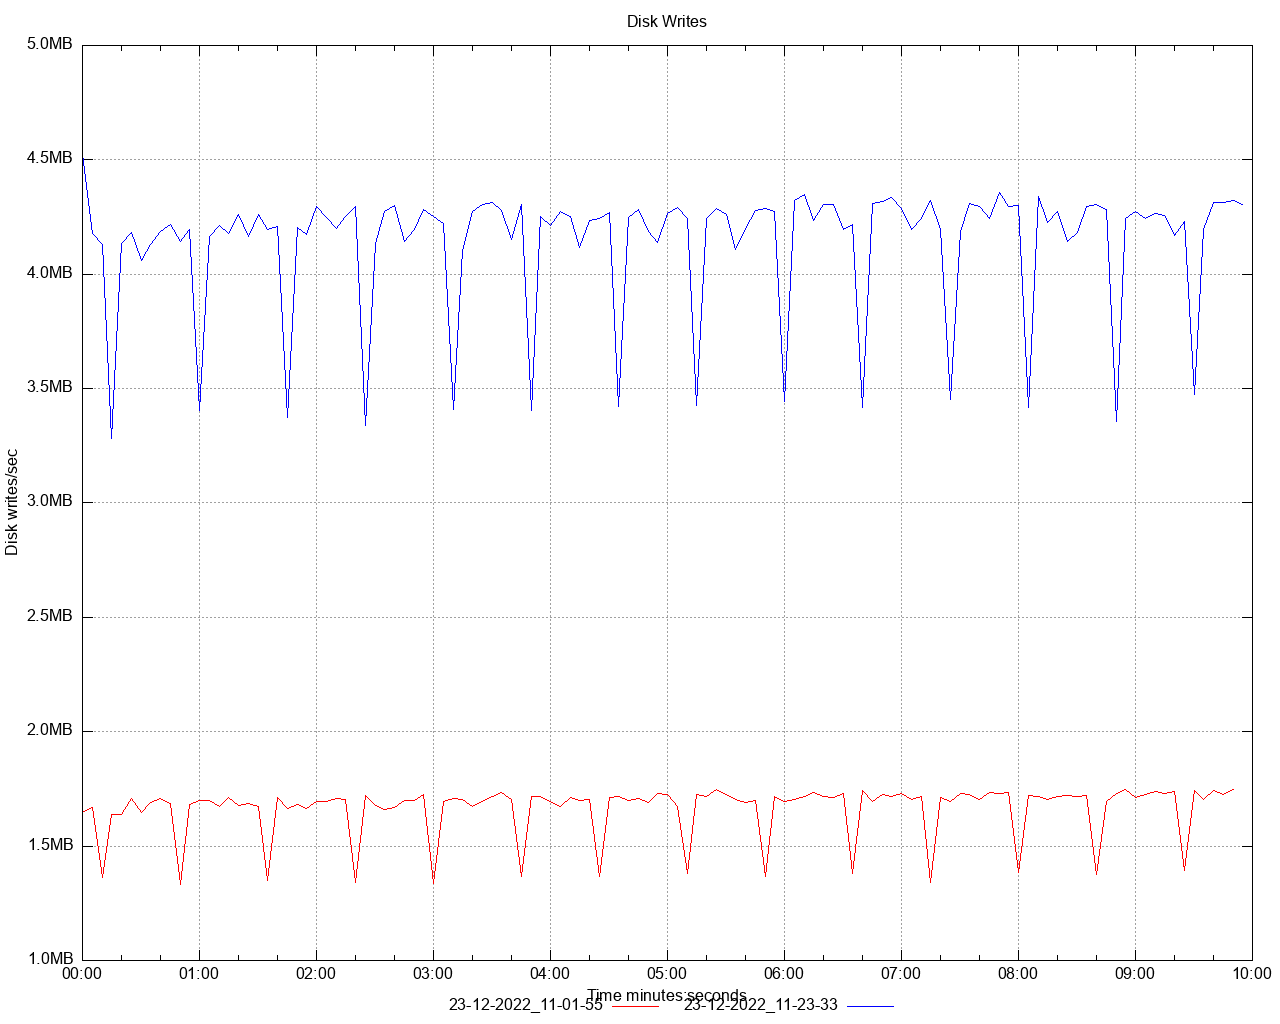 Disk Writes
5.0MB
4.5MB
4.0MB
3.5MB
3.0MB
2.5MB
2.0MB
1.5MB
1.0MB
Disk writes/sec
00:00 01:00 02:00 03:00 04:00 05:00 06:00 07:00 08:00 09:00 10:00
Time minutes:seconds
23-12-2022_11-01-55 23-12-2022_11-23-33